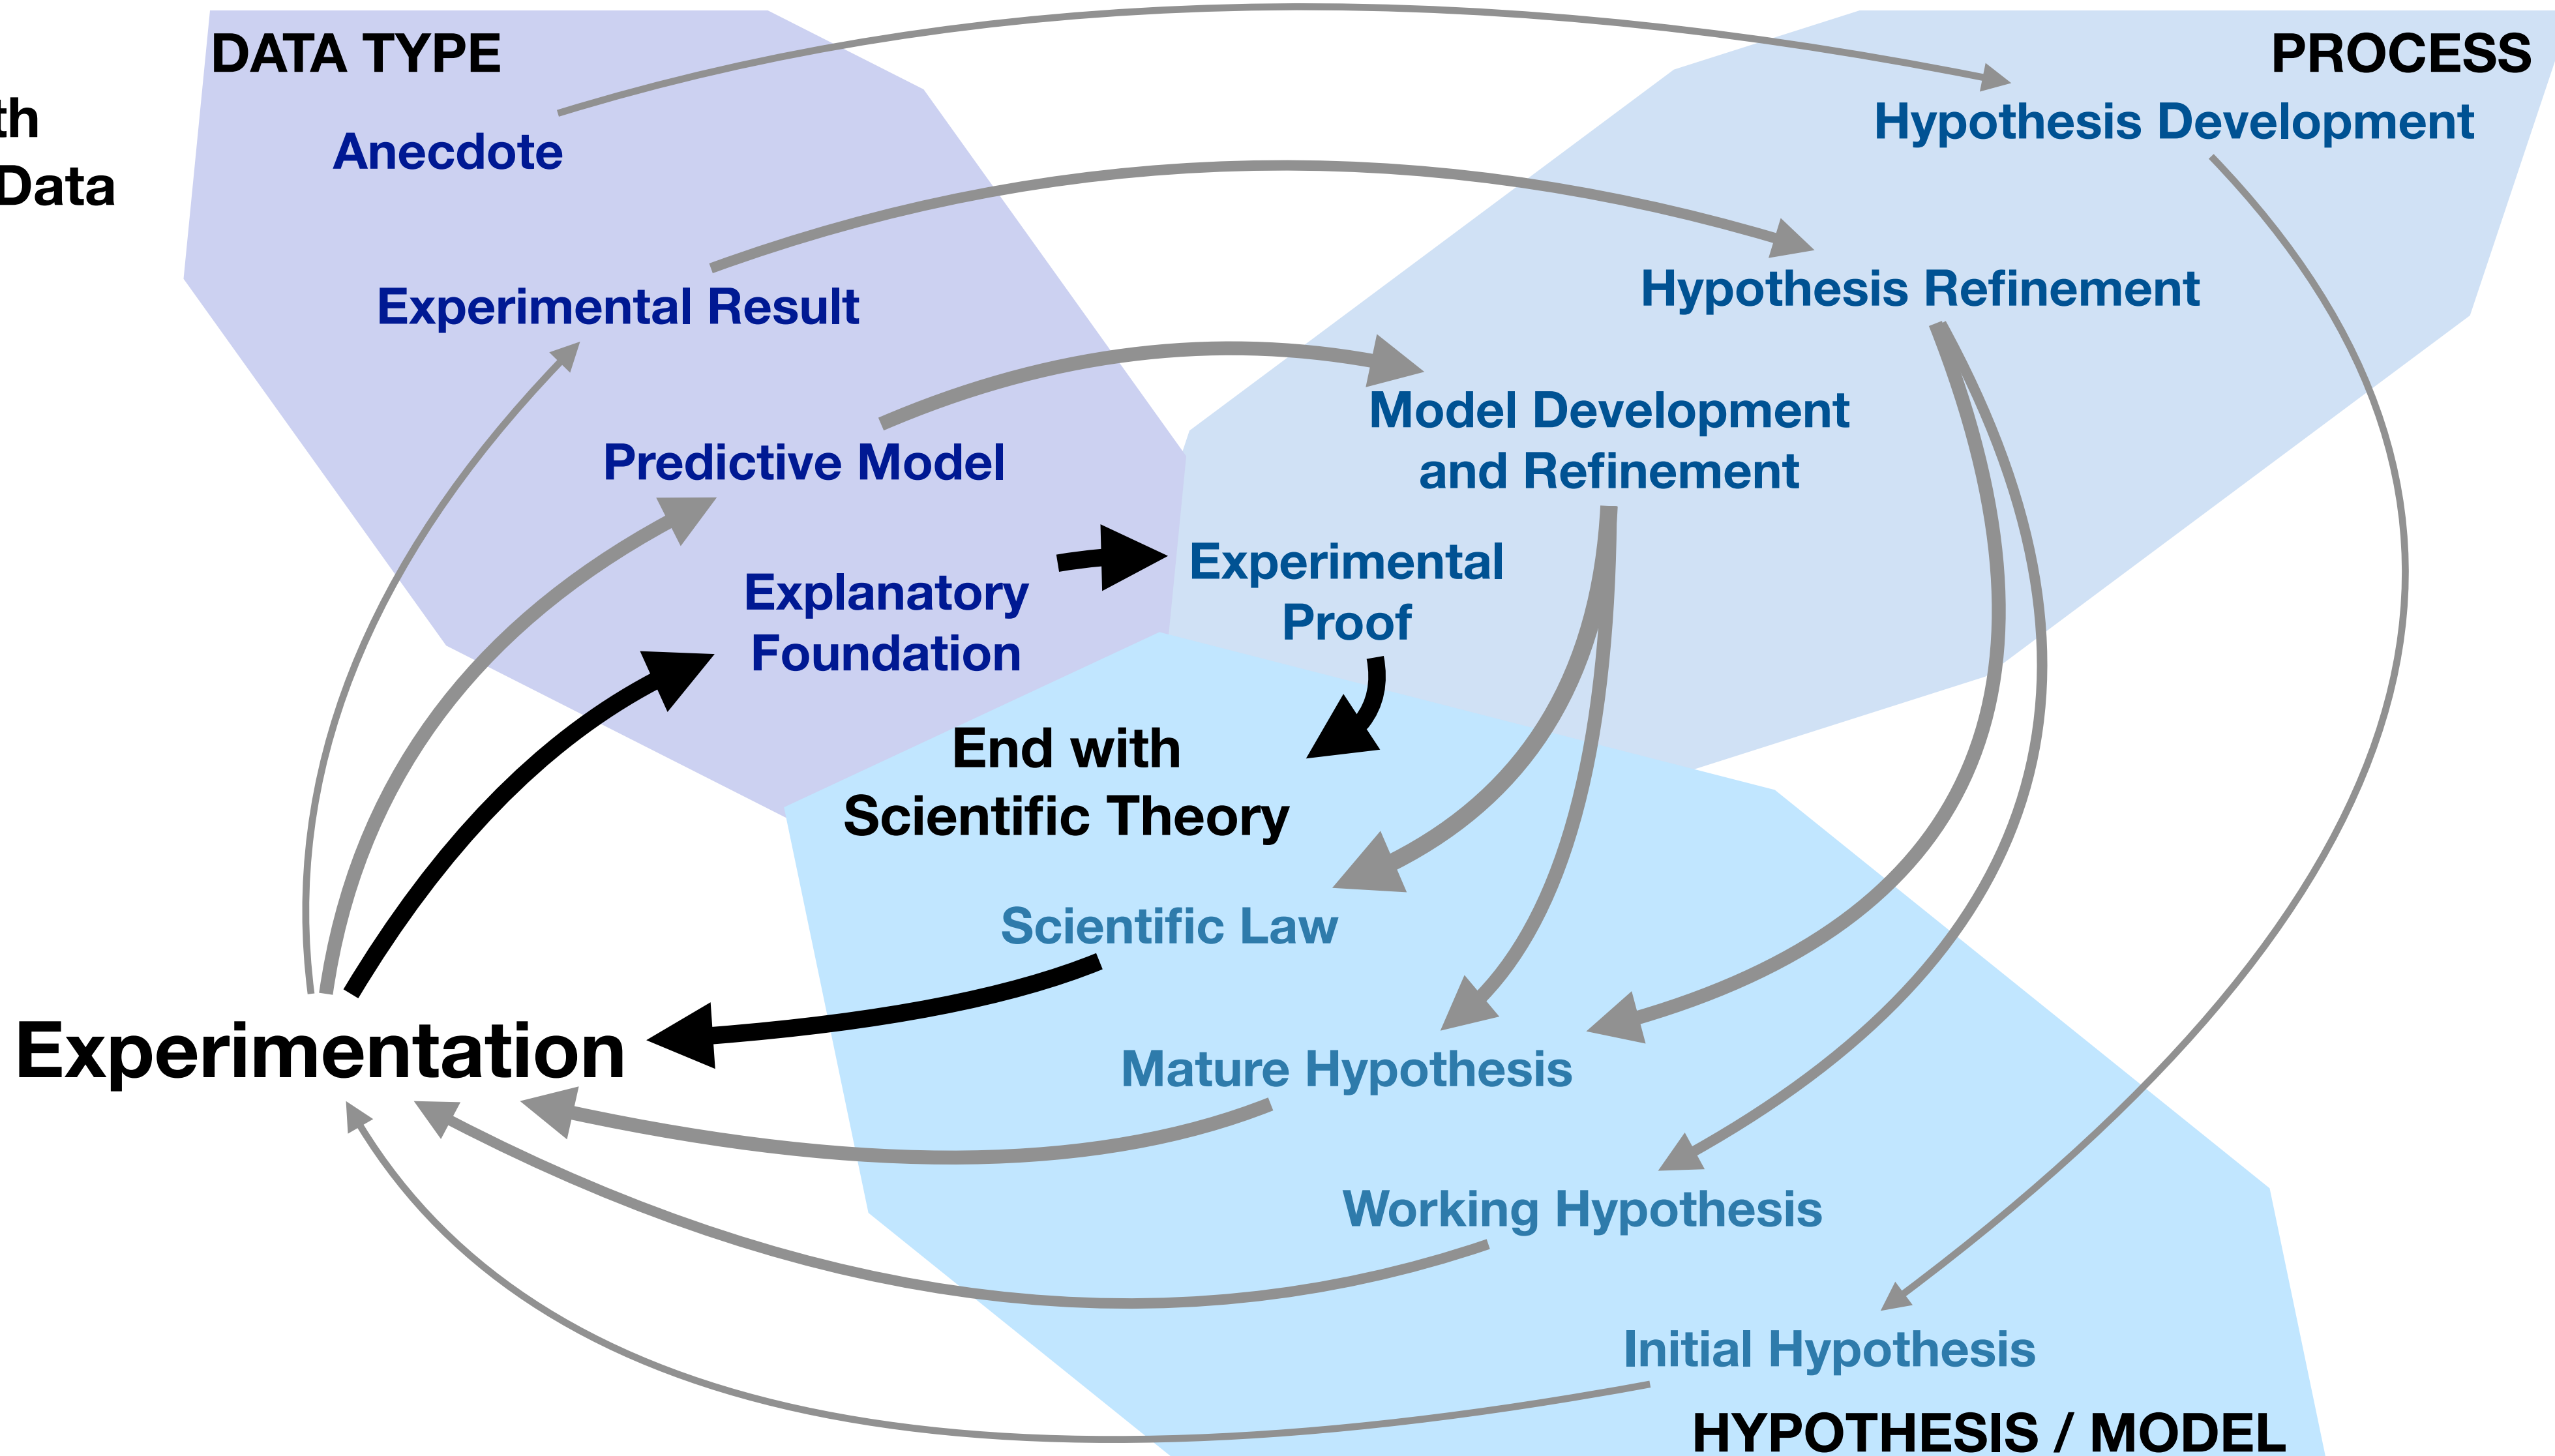 DATA TYPE
PROCESS
th
Data
Anecdote
Hypothesis Development
Experimental Result
Hypothesis Refinement
Predictive Model
Model Development
and Refinement
Explanatory
Foundation
Experimental
Proof
End with
Scientific Theory
Scientific Law
Experimentation
Mature Hypothesis
Working Hypothesis
Initial Hypothesis
HYPOTHESIS / MODEL